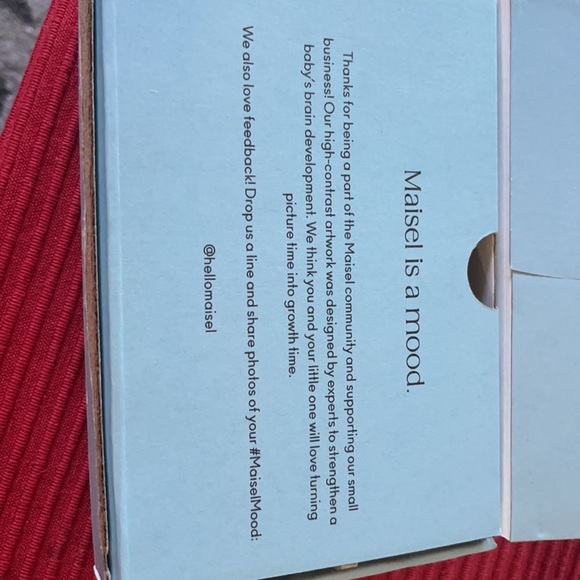 Maisel is a mood.
Thanks for being a part of the Maisel community and supporting our small
business! Our high-contrast artwork was designed by experts to strengthen a
baby's brain development. We think you and your little one will love turning
picture time into growth time.
We also love feedback! Drop us a line and share photos of your #MaiselMood:
@hellomaisel